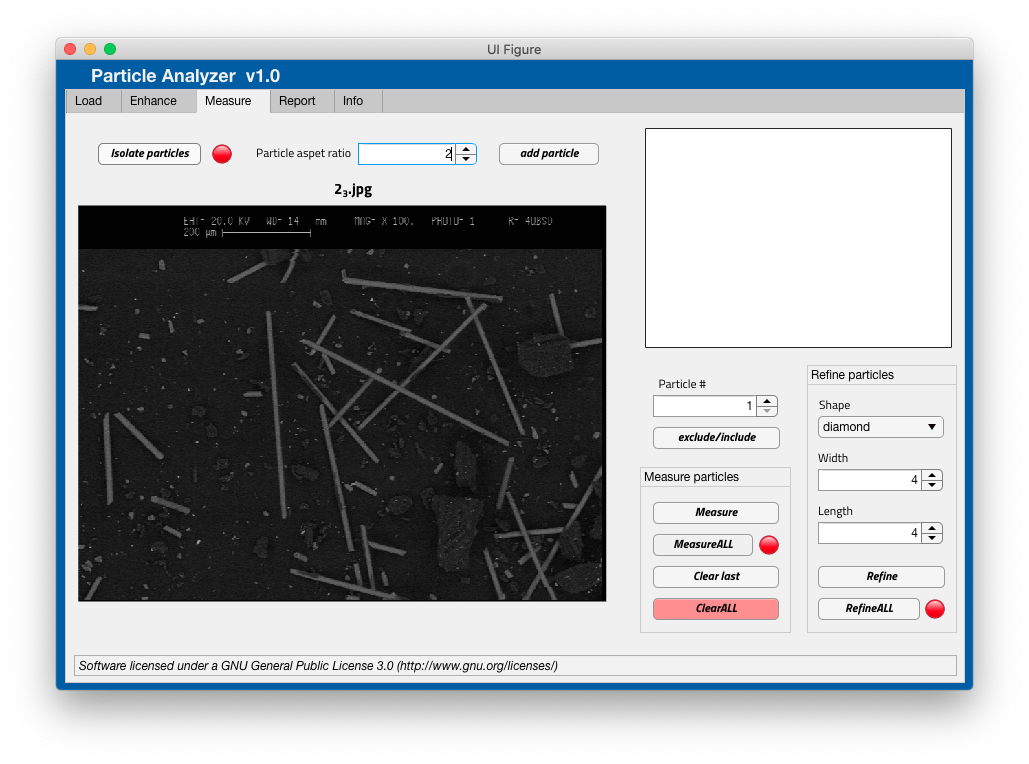 UI Figure
Particle Analyzer v1.0
Load Enhance Measure Report Info
Isolate particles Particle aspet ratio 2 add particle
2₃.jpg
EHT- 20.0 KV WD- 14 mm MAG- X 100. PHOTO- 1 R- 4QBSD
200 µm
Particle #
1
exclude/include
Measure particles
Measure
MeasureALL
Clear last
ClearALL
Refine particles
Shape
diamond
Width
4
Length
4
Refine
RefineALL
Software licensed under a GNU General Public License 3.0 (http://www.gnu.org/licenses/)